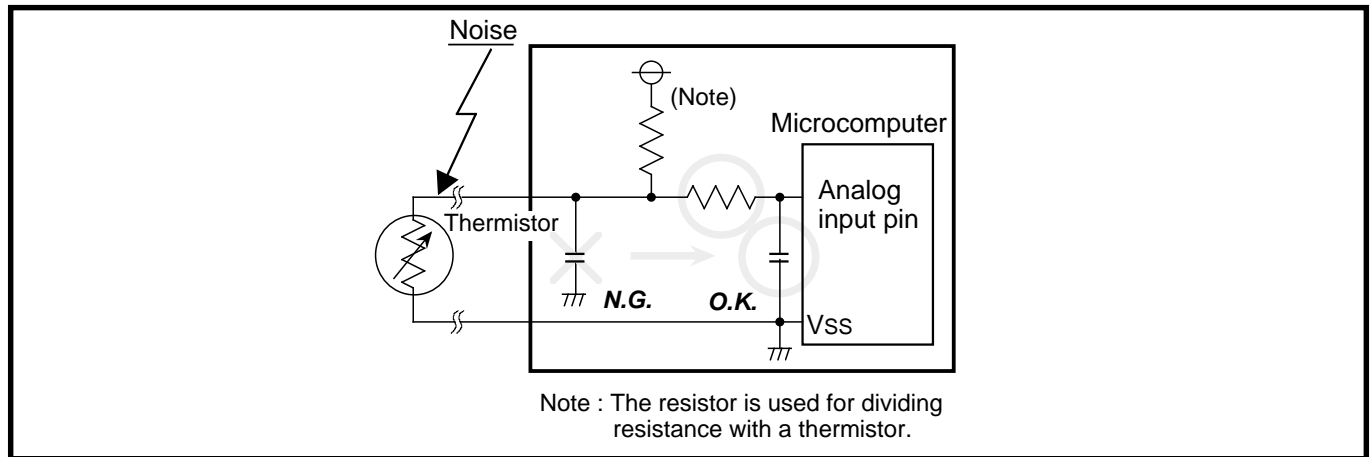 Noise
(Note)
Microcomputer
Analog
input pin
Thermistor
N.G.
O.K.
VSS
Note : The resistor is used for dividing
resistance with a thermistor.